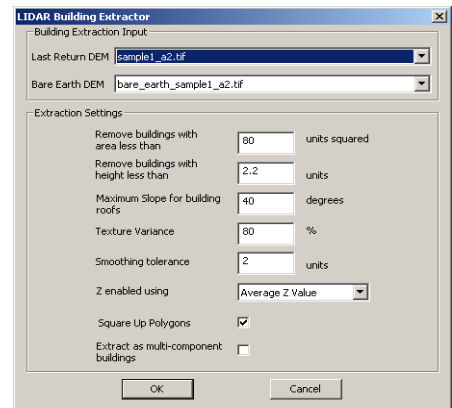 LIDAR Building Extractor
Building Extraction Input
Last Return DEM sample1_a2.tif
Bare Earth DEM bare_earth_sample1_a2.tif
Extraction Settings
Remove buildings with
area less than 80 units squared
Remove buildings with
height less than 2.2 units
Maximum Slope for building
roofs 40 degrees
Texture Variance 80 %
Smoothing tolerance 2 units
Z enabled using Average Z Value
Square Up Polygons
Extract as multi-component
buildings
OK Cancel